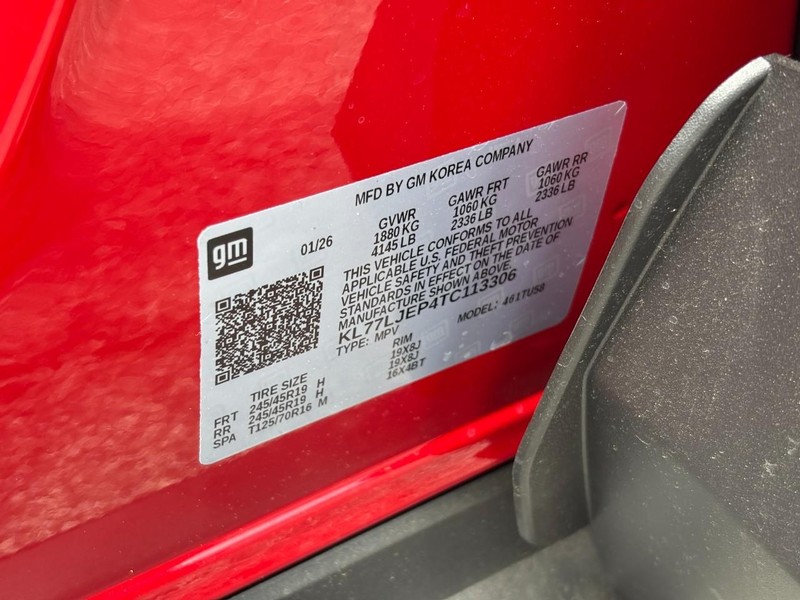 MFD BY GM KOREA COMPANY
gm
01/26
GVWR GAWR FRT GAWR RR
1880 KG 1060 KG 1060 KG
4145 LB 2336 LB 2336 LB
THIS VEHICLE CONFORMS TO ALL
APPLICABLE U.S. FEDERAL MOTOR
VEHICLE SAFETY AND THEFT PREVENTION
STANDARDS IN EFFECT ON THE DATE OF
MANUFACTURE SHOWN ABOVE.
KL77LJEP4TC113306
TYPE: MPV MODEL: 461TU58
TIRE SIZE RIM
FRT 245/45R19 H 19X8J
RR 245/45R19 H 19X8J
SPA T125/70R16 M 16X4BT